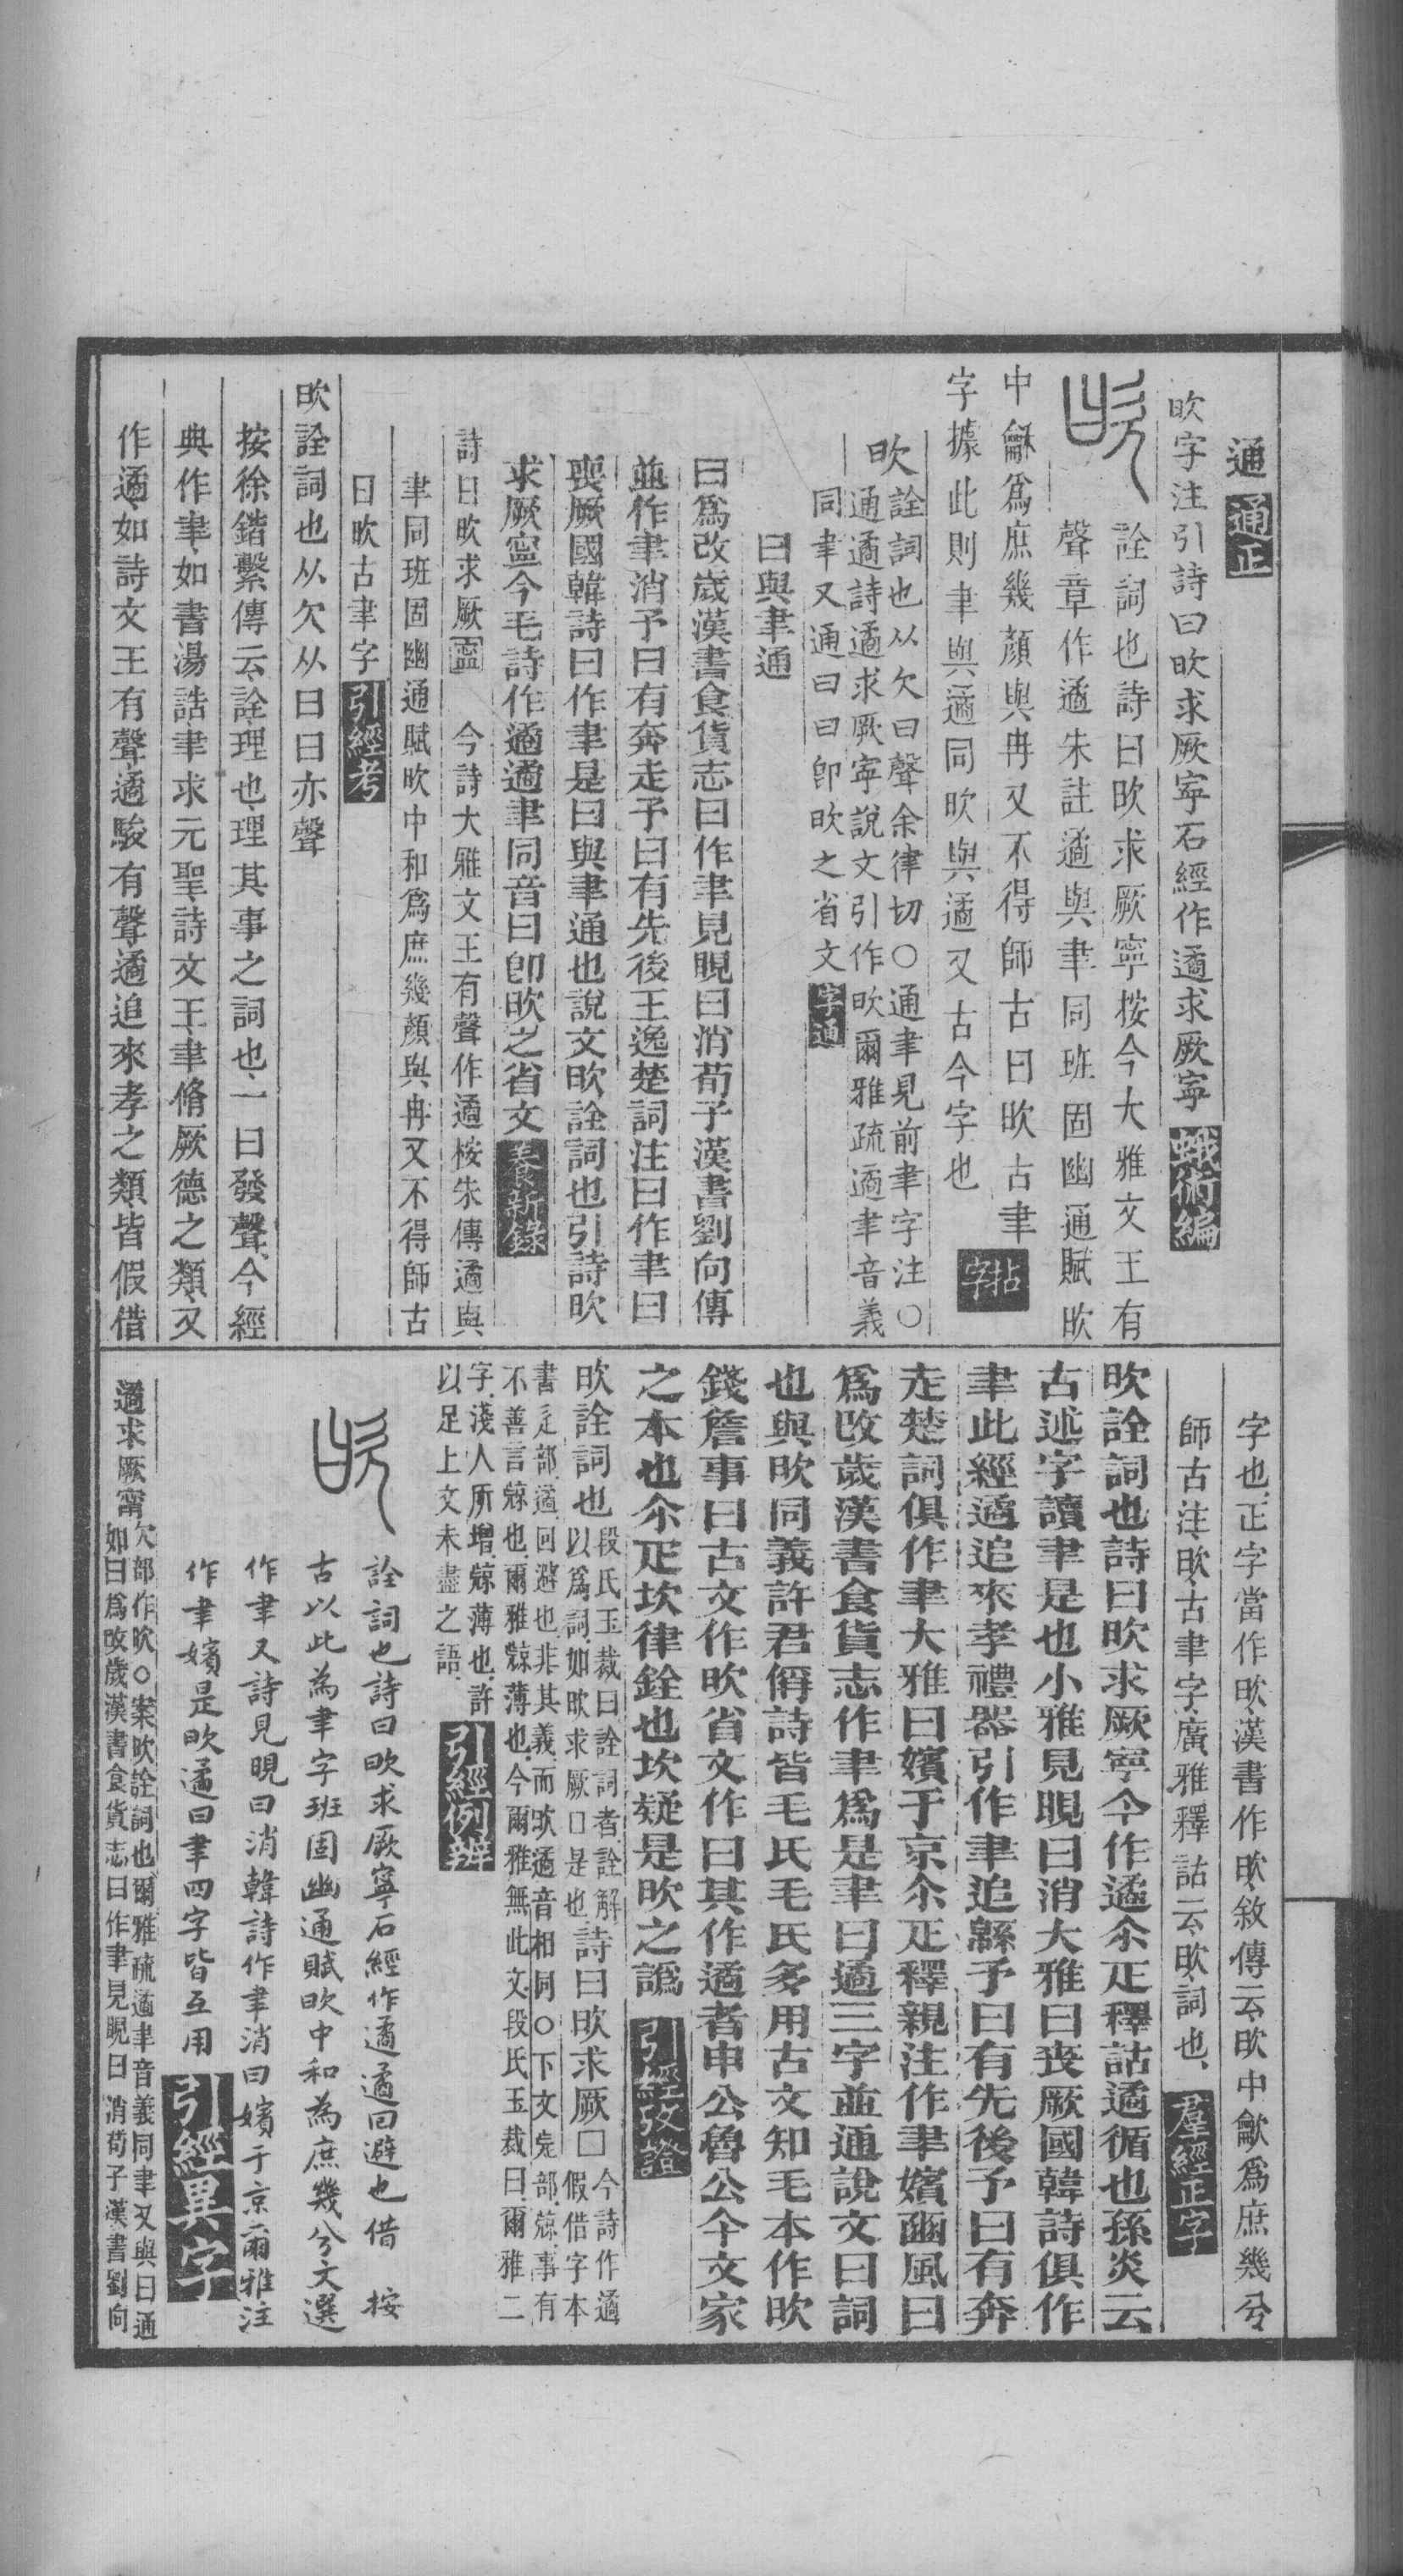 通 通正
欥字注引詩曰欥求厥寜石經作遹求厥寜 蛾術編
詮詞也詩曰欥求厥寧按今大雅文王有
聲章作遹朱註遹與聿同班固幽通賦欥
中龢爲庶幾顏與冉又不得師古曰欥古聿
字據此則聿與遹同欥與遹又古今字也 拈字
欥 詮詞也从欠曰聲余律切○通聿見前聿字注○
通遹詩遹求厥寜說文引作欥爾雅疏遹聿音義
同聿又通曰曰卽欥之省文 字通
曰與聿通
曰爲改歲漢書食貨志曰作聿見晛曰消荀子漢書劉向傳
並作聿消予曰有奔走予曰有先後王逸楚詞注曰作聿曰
喪厥國韓詩曰作聿是曰與聿通也說文欥詮詞也引詩欥
求厥寍今毛詩作遹遹聿同音曰卽欥之省文 養新錄
詩曰欥求厥寍 今詩大雅文王有聲作遹桉朱傳遹與
聿同班固幽通賦欥中和爲庶幾顏與冉又不得師古
曰欥古聿字 引經考
欥詮詞也从欠从曰曰亦聲
按徐鍇繫傳云詮理也理其事之詞也一曰發聲今經
典作聿如書湯誥聿求元聖詩文王聿脩厥德之類又
作遹如詩文王有聲遹駿有聲遹追來孝之類皆假借
字也正字當作欥漢書作欥敘傳云欥中龢爲庶幾兮
師古注欥古聿字廣雅釋詁云欥詞也 羣經正字
欥詮詞也詩曰欥求厥寧今作遹尒疋釋詁遹循也孫炎云
古述字讀聿是也小雅見晛曰消大雅曰喪厥國韓詩俱作
聿此經遹追來孝禮器引作聿追縣予曰有先後予曰有奔
走楚詞俱作聿大雅曰嬪于京尒疋釋親注作聿嬪豳風曰
爲改歲漢書食貨志作聿爲是聿曰遹三字並通說文曰詞
也與欥同義許君偁詩皆毛氏毛氏多用古文知毛本作欥
錢詹事曰古文作欥省文作曰其作遹者申公魯公今文家
之本也尒疋坎律銓也坎疑是欥之譌 引經攷證
欥詮詞也 段氏玉裁曰詮詞者詮解
以爲詞如欥求厥□是也 詩曰欥求厥□ 今詩作遹
假借字本
書辵部遹回避也非其義而欥遹音相同○下文旡部㱎事有
不善言㱎也爾雅㱎薄也今爾雅無此文段氏玉裁曰爾雅二
字淺人所增㱎薄也許
以足上文未盡之語 引經例辨
詮詞也詩曰欥求厥寧石經作遹遹回避也借 按
古以此為聿字班固幽通賦欥中和為庶幾兮文選
作聿又詩見晛曰消韓詩作聿消曰嬪于京爾雅注
作聿嬪是欥遹曰聿四字皆互用 引經異字
遹求厥甯 欠部作欥○案欥詮詞也爾雅疏遹聿音義同聿又與曰通
如曰爲改歲漢書食貨志曰作聿見晛曰消荀子漢書劉向